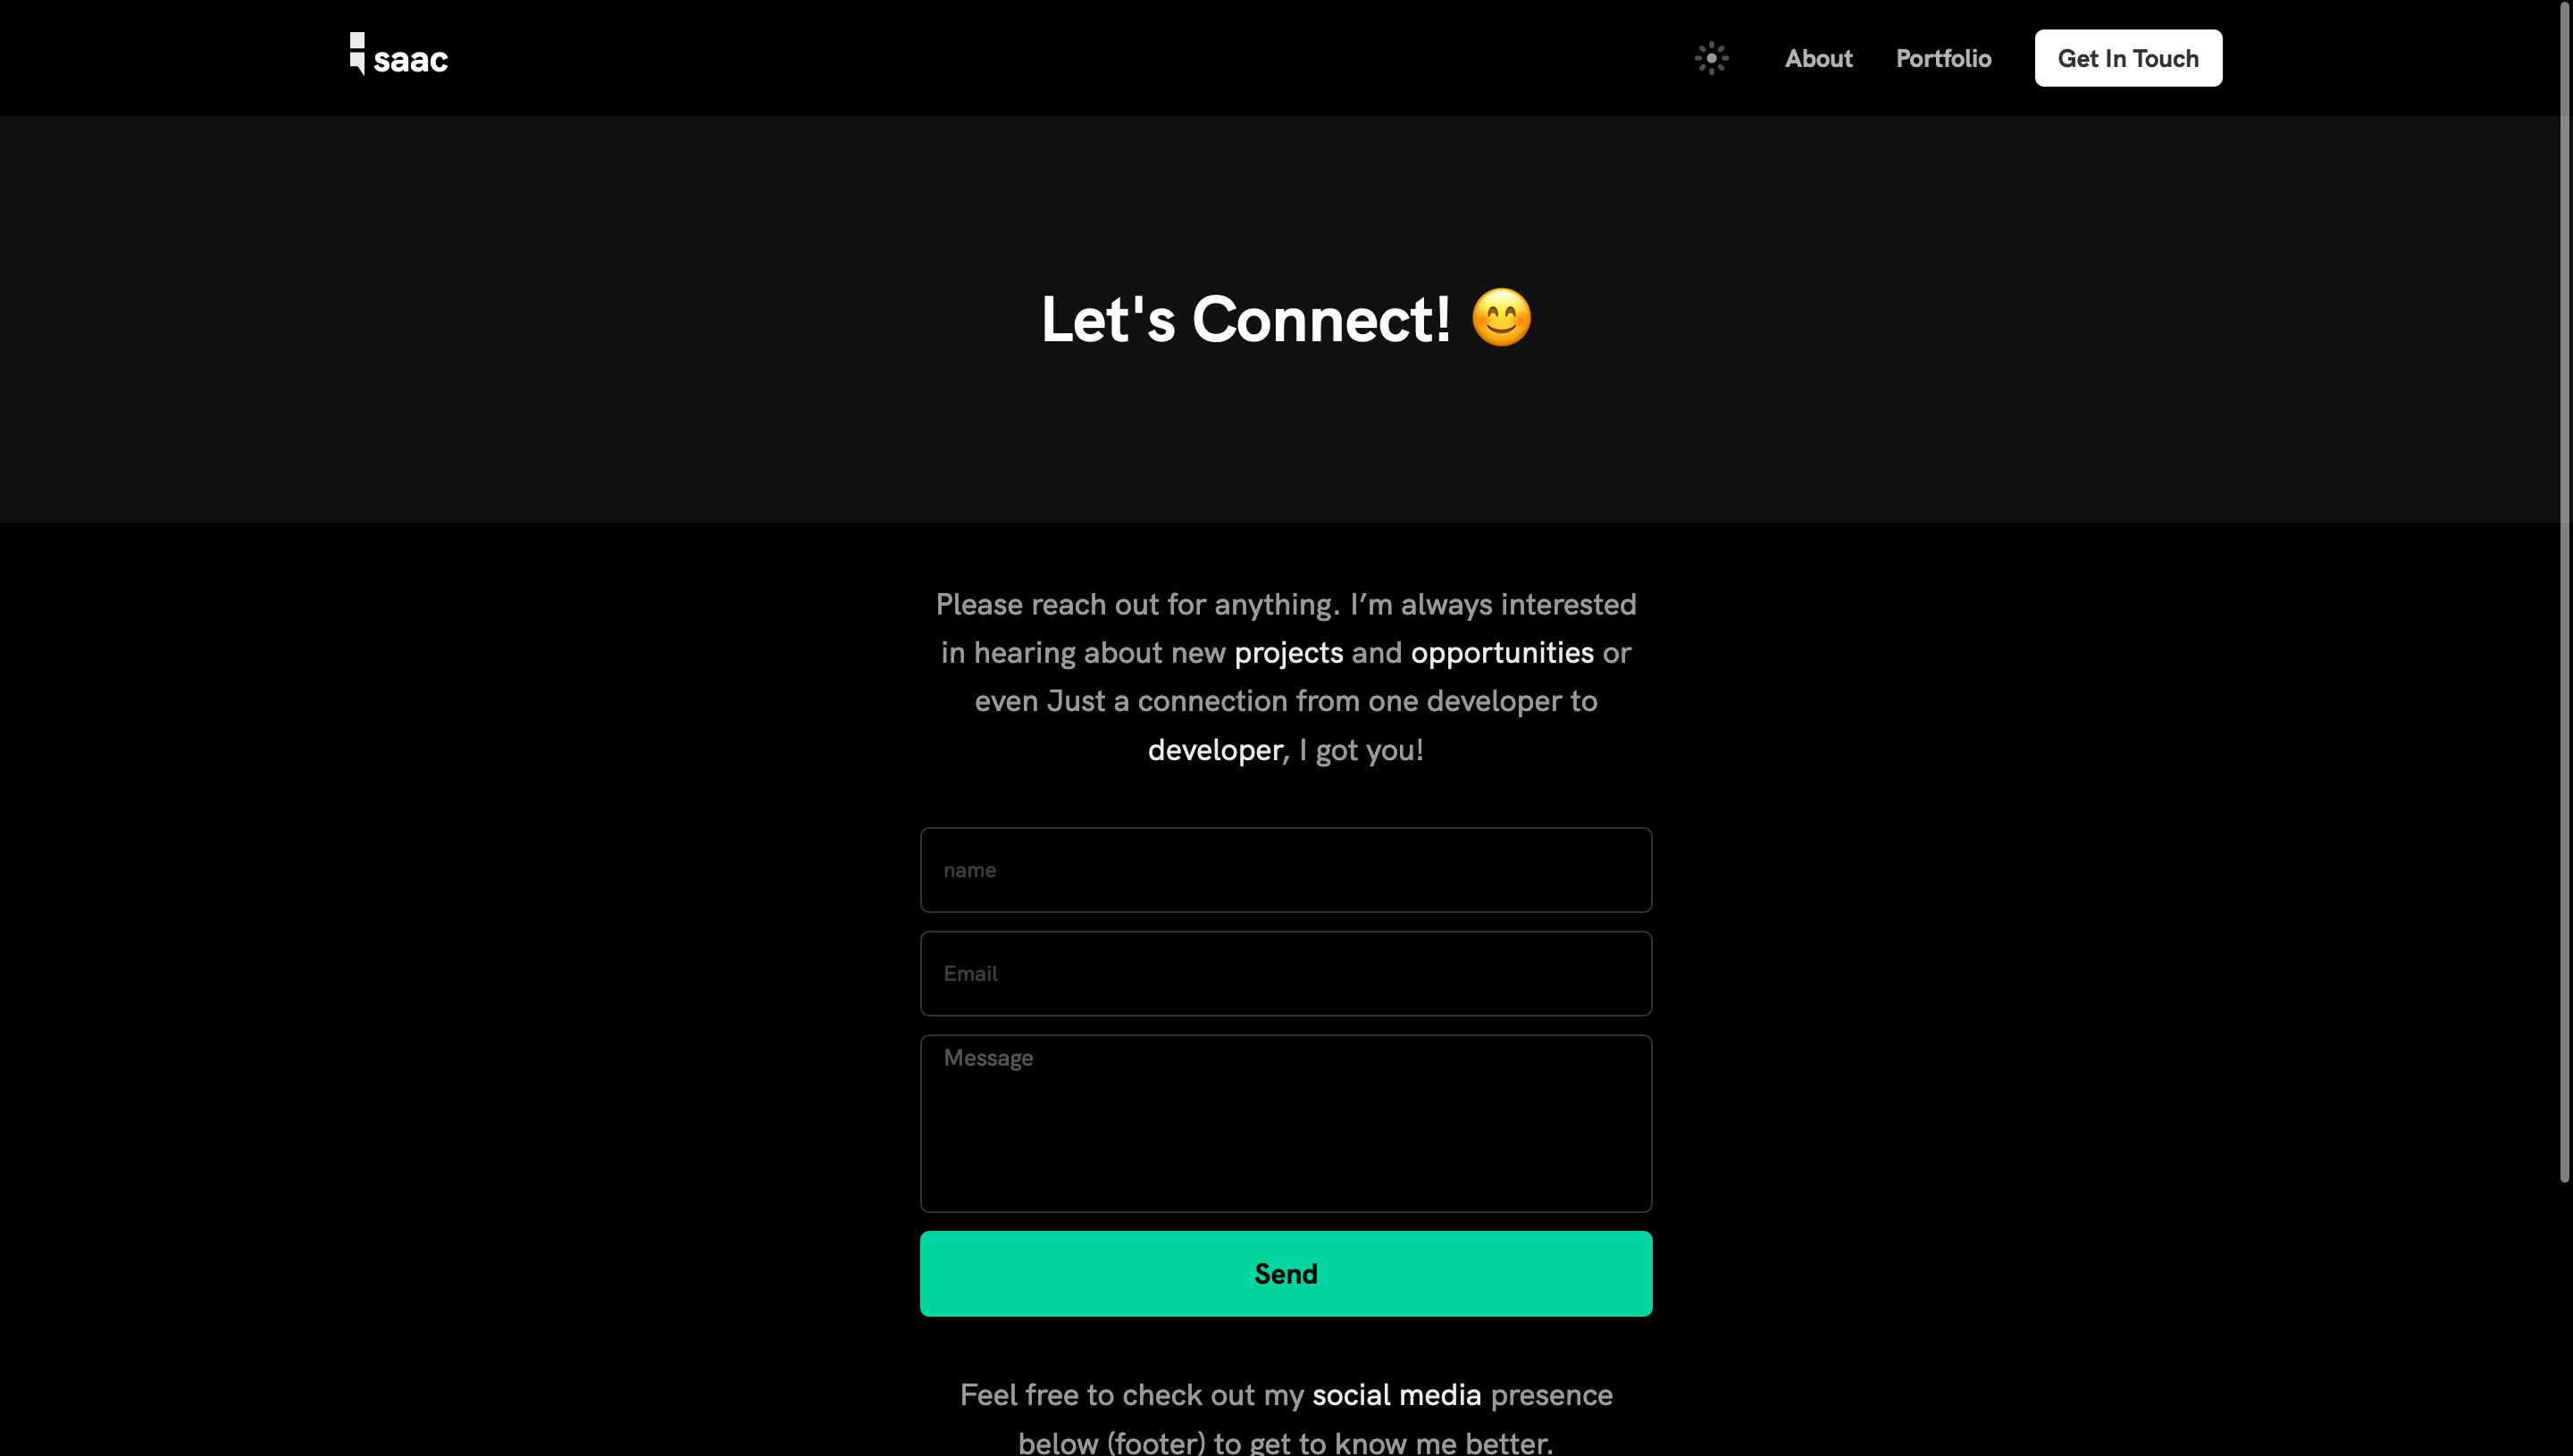 isaac
About
Portfolio
Get In Touch
Let's Connect! 😊
Please reach out for anything. I’m always interested
in hearing about new projects and opportunities or
even Just a connection from one developer to
developer, I got you!
name
Email
Message
Send
Feel free to check out my social media presence
below (footer) to get to know me better.